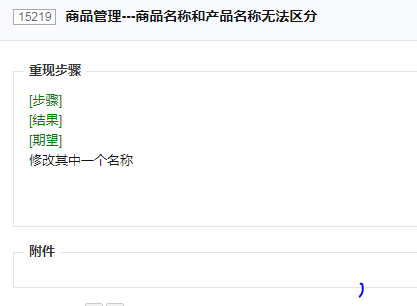 15219 商品管理---商品名称和产品名称无法区分
重现步骤
[步骤]
[结果]
[期望]
修改其中一个名称
附件